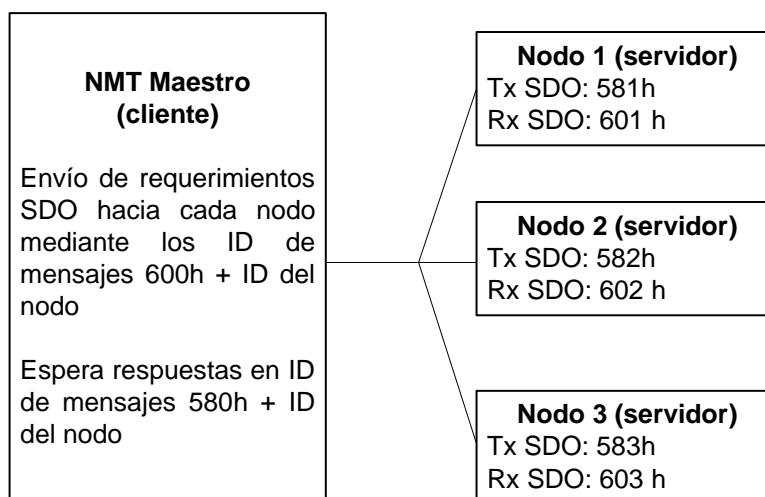 NMT Maestro
(cliente)
Envío de requerimientos
SDO hacia cada nodo
mediante los ID de
mensajes 600h + ID del
nodo
Espera respuestas en ID
de mensajes 580h + ID
del nodo
Nodo 1 (servidor)
Tx SDO: 581h
Rx SDO: 601 h
Nodo 2 (servidor)
Tx SDO: 582h
Rx SDO: 602 h
Nodo 3 (servidor)
Tx SDO: 583h
Rx SDO: 603 h